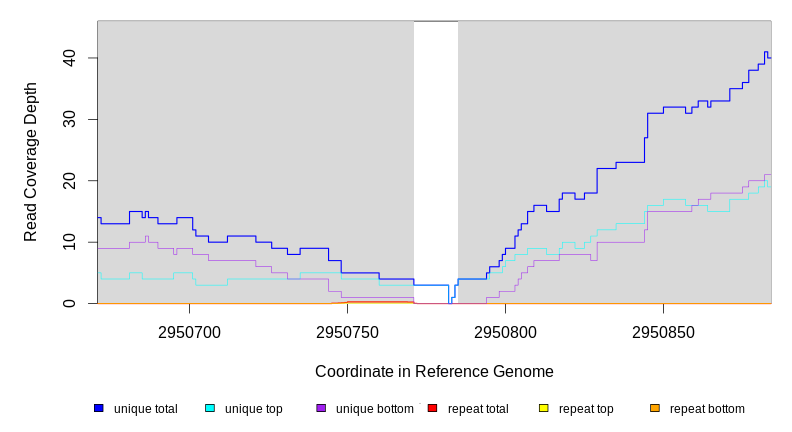 Read Coverage Depth
40
30
20
10
0
2950700 2950750 2950800 2950850
Coordinate in Reference Genome
unique total unique top unique bottom repeat total repeat top repeat bottom